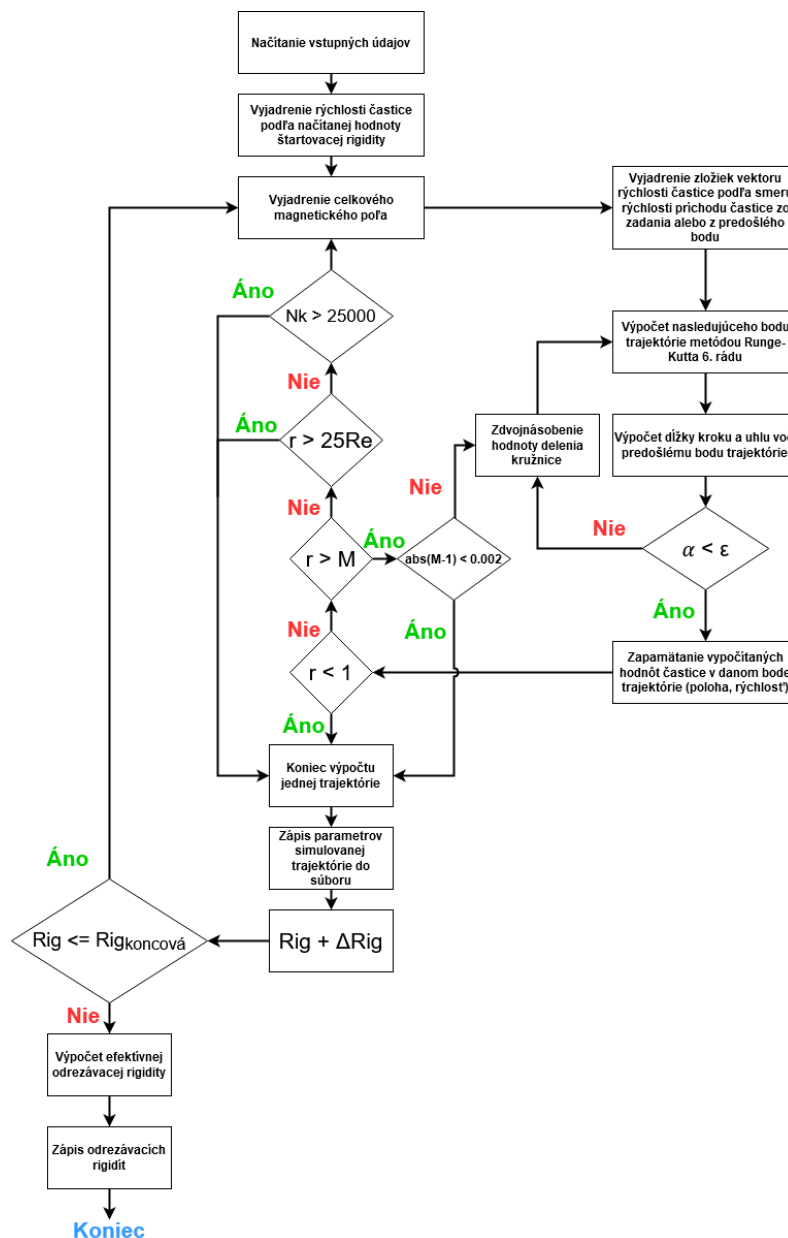 Načítanie vstupných údajov
Vyjadrenie rýchlosti častice
podľa načítanej hodnoty
štartovacej rigidity
Vyjadrenie celkového
magnetického poľa
Vyjadrenie zložiek vektoru
rýchlosti častice podľa smeru
rýchlosti príchodu častice zo
zadania alebo z predošlého
bodu
Áno
Nk > 25000
Výpočet nasledujúceho bodu
trajektórie metódou Runge-
Kutta 6. rádu
Nie
Áno
r > 25Re
Zdvojnásobenie
hodnoty delenia
kružnice
Výpočet dĺžky kroku a uhlu voč
predošlému bodu trajektórie
Nie
Nie
r > M
Áno
abs(M-1) < 0.002
Nie
α < ε
Nie
Áno
Áno
r < 1
Zapamätanie vypočítaných
hodnôt častice v danom bode
trajektórie (poloha, rýchlosť)
Áno
Koniec výpočtu
jednej trajektórie
Zápis parametrov
simulovanej
trajektórie do
súboru
Áno
Rig <= Rigkoncová
Rig + ΔRig
Nie
Výpočet efektívnej
odrezávacej rigidity
Zápis odrezávacích
rigidít
Koniec